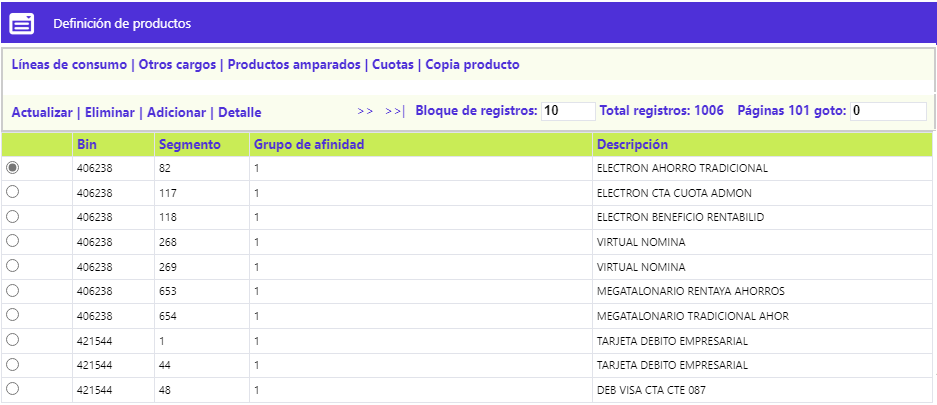 Definición de productos
Líneas de consumo | Otros cargos | Productos amparados | Cuotas | Copia producto
Actualizar | Eliminar | Adicionar | Detalle >> >>| Bloque de registros: 10 Total registros: 1006 Páginas 101 goto: 0
Bin Segmento Grupo de afinidad Descripción
406238 82 1 ELECTRON AHORRO TRADICIONAL
406238 117 1 ELECTRON CTA CUOTA ADMON
406238 118 1 ELECTRON BENEFICIO RENTABILID
406238 268 1 VIRTUAL NOMINA
406238 269 1 VIRTUAL NOMINA
406238 653 1 MEGATALONARIO RENTAYA AHORROS
406238 654 1 MEGATALONARIO TRADICIONAL AHOR
421544 1 1 TARJETA DEBITO EMPRESARIAL
421544 44 1 TARJETA DEBITO EMPRESARIAL
421544 48 1 DEB VISA CTA CTE 087